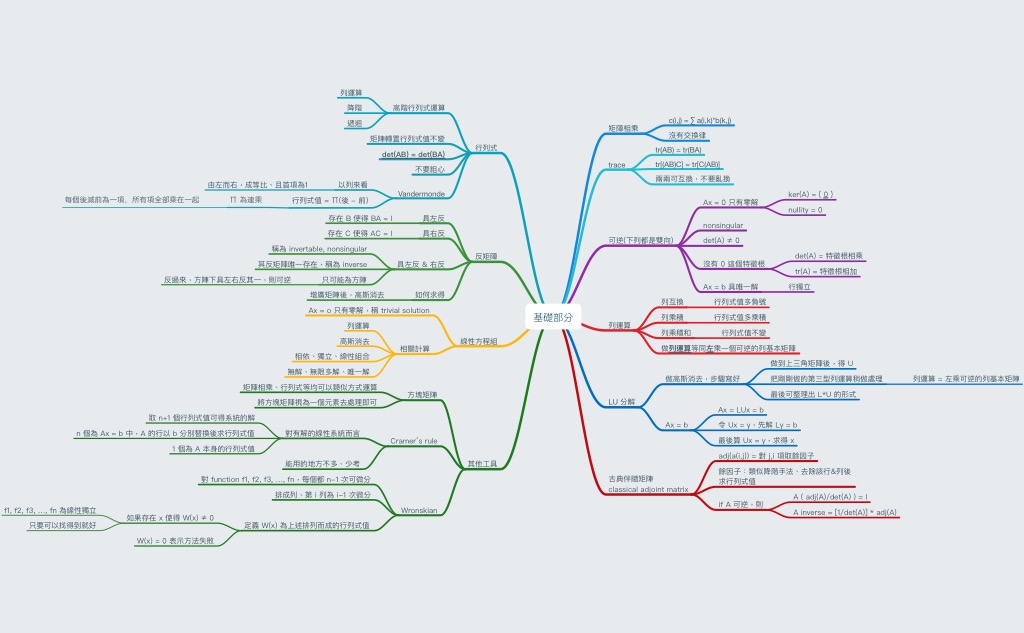 基礎部分
矩陣相乘
c(i,j) = ∑ a(i,k)*b(k,j)
沒有交換律
trace
tr(AB) = tr(BA)
tr[(AB)C] = tr[C(AB)]
兩兩可互換，不要亂換
可逆(下列都是雙向)
Ax = 0 只有零解
ker(A) = { 0 }
nullity = 0
nonsingular
det(A) ≠ 0
沒有 0 這個特徵根
det(A) = 特徵根相乘
tr(A) = 特徵根相加
Ax = b 具唯一解
行獨立
列運算
列互換
行列式值多負號
列乘積
行列式值多乘積
列乘積和
行列式值不變
做列運算等同左乘一個可逆的列基本矩陣
LU 分解
做高斯消去，步驟寫好
做到上三角矩陣後，得 U
把剛剛做的第三型列運算稍做處理
列運算 = 左乘可逆的列基本矩陣
最後可整理出 L*U 的形式
Ax = b
Ax = LUx = b
令 Ux = y，先解 Ly = b
最後算 Ux = y，求得 x
古典伴隨矩陣
classical adjoint matrix
adj(a(i,j)) = 對 j,i 項取餘因子
餘因子：類似降階手法、去除該行&列後
求行列式值
if A 可逆，則
A ( adj(A)/det(A) ) = I
A inverse = [1/det(A)] * adj(A)
行列式
高階行列式運算
列運算
降階
遞迴
矩陣轉置行列式值不變
det(AB) = det(BA)
不要粗心
Vandermonde
以列來看
由左而右，成等比、且首項為1
行列式值 = Π(後 − 前)
Π 為連乘
每個後減前為一項、所有項全部乘在一起
反矩陣
具左反
存在 B 使得 BA = I
具右反
存在 C 使得 AC = I
具左反 & 右反
稱為 invertable, nonsingular
其反矩陣唯一存在，稱為 inverse
只可能為方陣
反過來，方陣下具左右反其一，則可逆
如何求得
增廣矩陣後，高斯消去
線性方程組
Ax = o 只有零解，稱 trivial solution
相關計算
列運算
高斯消去
相依、獨立、線性組合
無解、無限多解、唯一解
其他工具
方塊矩陣
矩陣相乘、行列式等均可以類似方式運算
將方塊矩陣視為一個元素去處理即可
Cramer's rule
對有解的線性系統而言
取 n+1 個行列式值可得系統的解
n 個為 Ax = b 中，A 的行以 b 分別替換後求行列式值
1 個為 A 本身的行列式值
能用的地方不多、少考
Wronskian
對 function f1, f2, f3, ..., fn，每個都 n−1 次可微分
排成列、第 i 列為 i−1 次微分
定義 W(x) 為上述排列而成的行列式值
如果存在 x 使得 W(x) ≠ 0
f1, f2, f3, ..., fn 為線性獨立
只要可以找得到就好
W(x) = 0 表示方法失敗